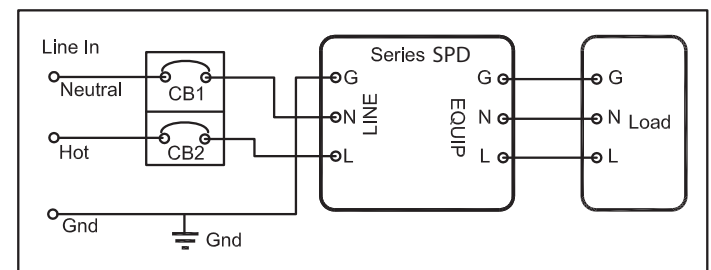 Line In
Neutral
CB1
Hot
CB2
Gnd
Gnd
Series SPD
G
N
L
LINE
EQUIP
G
N
L
G
N
L
Load